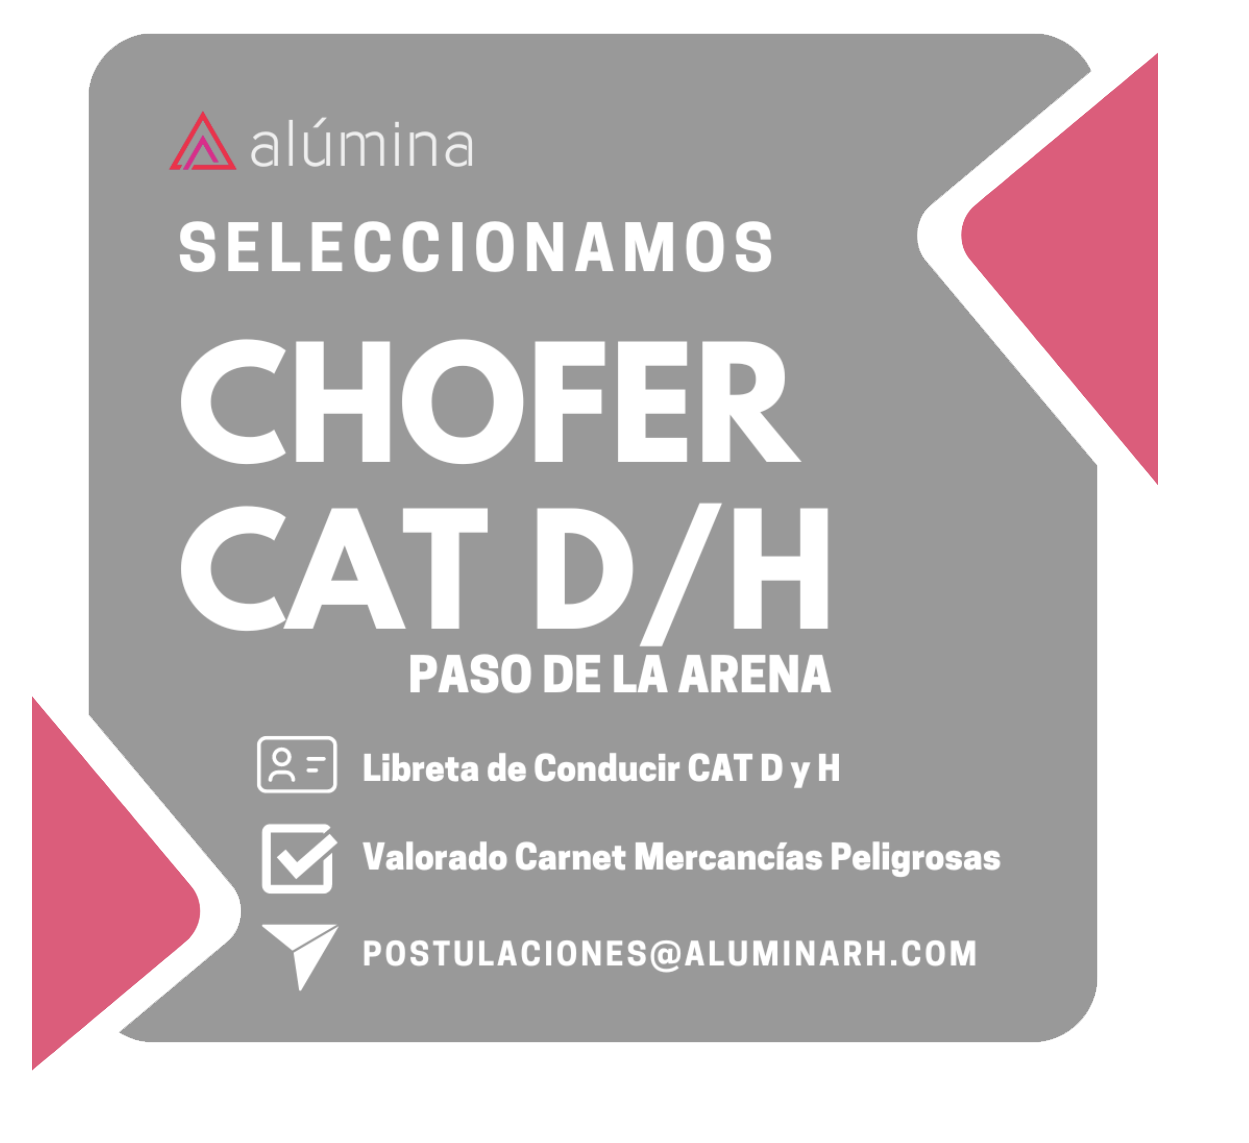 alúmina
SELECCIONAMOS
CHOFER
CAT D/H
PASO DE LA ARENA
Libreta de Conducir CAT D y H
Valorado Carnet Mercancías Peligrosas
POSTULACIONES@ALUMINARH.COM